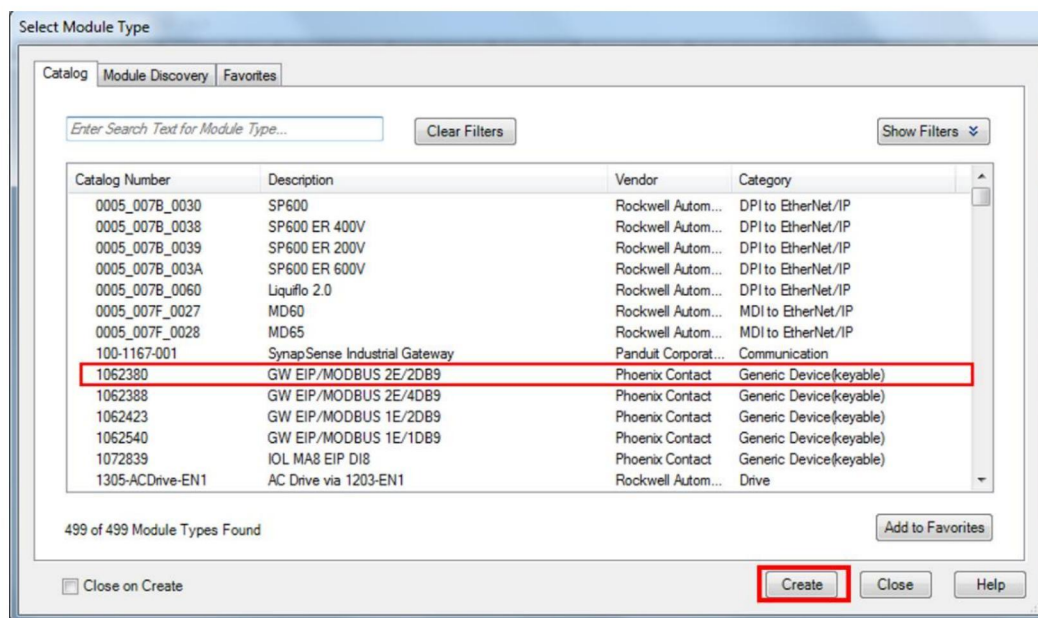 Select Module Type
Catalog Module Discovery Favorites
Enter Search Text for Module Type... Clear Filters Show Filters
Catalog Number Description Vendor Category
0005_007B_0030 SP600 Rockwell Autom... DPI to EtherNet/IP
0005_007B_0038 SP600 ER 400V Rockwell Autom... DPI to EtherNet/IP
0005_007B_0039 SP600 ER 200V Rockwell Autom... DPI to EtherNet/IP
0005_007B_003A SP600 ER 600V Rockwell Autom... DPI to EtherNet/IP
0005_007B_0060 Liquiflo 2.0 Rockwell Autom... DPI to EtherNet/IP
0005_007F_0027 MD60 Rockwell Autom... MDI to EtherNet/IP
0005_007F_0028 MD65 Rockwell Autom... MDI to EtherNet/IP
100-1167-001 SynapSense Industrial Gateway Panduit Corporat... Communication
1062380 GW EIP/MODBUS 2E/2DB9 Phoenix Contact Generic Device(keyable)
1062388 GW EIP/MODBUS 2E/4DB9 Phoenix Contact Generic Device(keyable)
1062423 GW EIP/MODBUS 1E/2DB9 Phoenix Contact Generic Device(keyable)
1062540 GW EIP/MODBUS 1E/1DB9 Phoenix Contact Generic Device(keyable)
1072839 IOL MA8 EIP DI8 Phoenix Contact Generic Device(keyable)
1305-ACDrive-EN1 AC Drive via 1203-EN1 Rockwell Autom... Drive
499 of 499 Module Types Found Add to Favorites
Close on Create Create Close Help